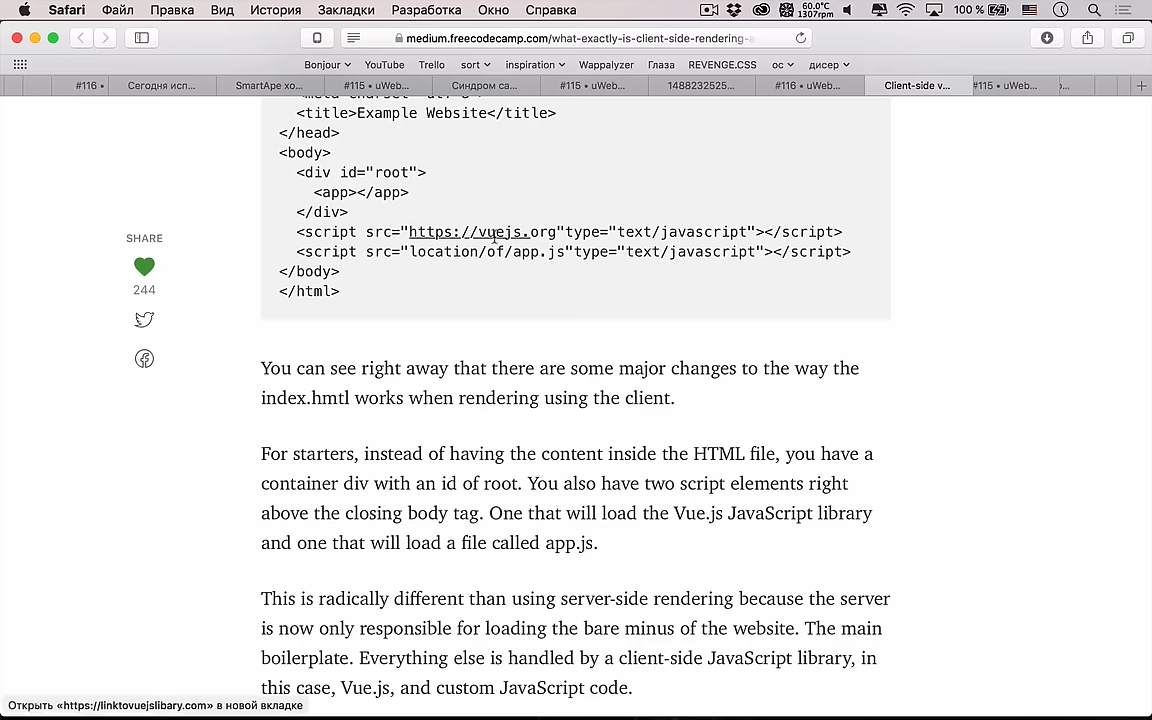 Safari Файл Правка Вид История Закладки Разработка Окно Справка 60.0°C 1307rpm 100 %
medium.freecodecamp.com/what-exactly-is-client-side-rendering-a
Bonjour YouTube Trello sort inspiration Wappalyzer Глаза REVENGE.CSS ос дисер
#116 • Сегодня исп... SmartApe хо... #115 • uWeb... Синдром са... #115 • uWeb... 1488232525... #116 • uWeb... Client-side v... #115 • uWeb...
<title>Example Website</title>
</head>
<body>
<div id="root">
<app></app>
</div>
<script src="https://vuejs.org"type="text/javascript"></script>
<script src="location/of/app.js"type="text/javascript"></script>
</body>
</html>
SHARE
244
You can see right away that there are some major changes to the way the
index.hmtl works when rendering using the client.
For starters, instead of having the content inside the HTML file, you have a
container div with an id of root. You also have two script elements right
above the closing body tag. One that will load the Vue.js JavaScript library
and one that will load a file called app.js.
This is radically different than using server-side rendering because the server
is now only responsible for loading the bare minus of the website. The main
boilerplate. Everything else is handled by a client-side JavaScript library, in
this case, Vue.js, and custom JavaScript code.
Открыть «https://linktovuejslibary.com» в новой вкладке